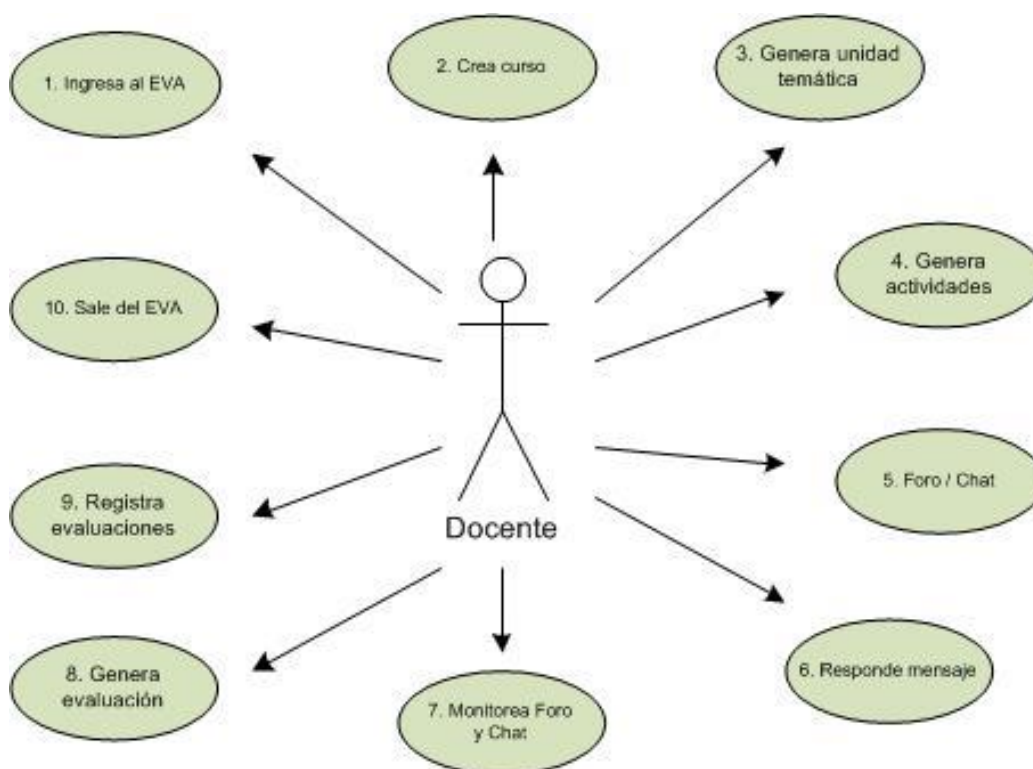 1. Ingresa al EVA
2. Crea curso
3. Genera unidad
temática
4. Genera
actividades
5. Foro / Chat
6. Responde mensaje
7. Monitorea Foro
y Chat
8. Genera
evaluación
9. Registra
evaluaciones
10. Sale del EVA
Docente